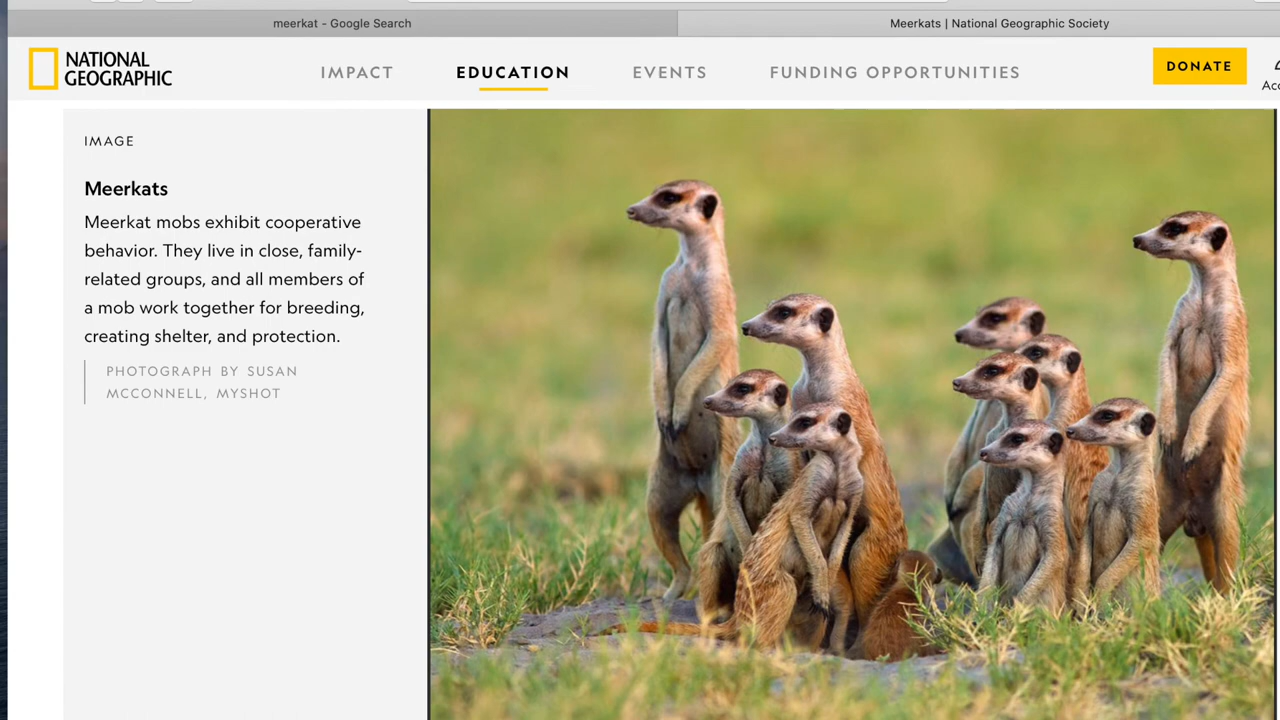 meerkat - Google Search
Meerkats | National Geographic Society
NATIONAL
GEOGRAPHIC
IMPACT
EDUCATION
EVENTS
FUNDING OPPORTUNITIES
DONATE
IMAGE
Meerkats
Meerkat mobs exhibit cooperative
behavior. They live in close, family-
related groups, and all members of
a mob work together for breeding,
creating shelter, and protection.
PHOTOGRAPH BY SUSAN
MCCONNELL, MYSHOT